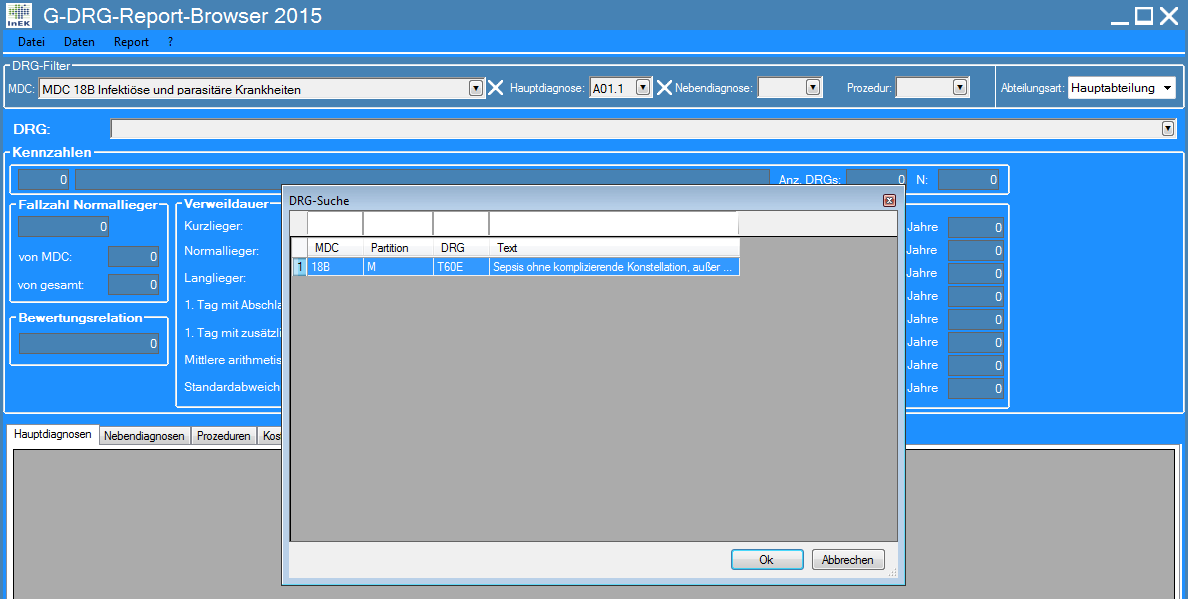 InEK G-DRG-Report-Browser 2015
Datei Daten Report ?
DRG-Filter
MDC: MDC 18B Infektiöse und parasitäre Krankheiten Hauptdiagnose: A01.1 Nebendiagnose: Prozedur: Abteilungsart: Hauptabteilung
DRG:
Kennzahlen
0 Anz. DRGs: 0 N: 0
Fallzahl Normallieger
0
von MDC: 0
von gesamt: 0
Bewertungsrelation
0
Verweildauer
Kurzlieger:
Normallieger:
Langlieger:
1. Tag mit Abschla
1. Tag mit zusätzli
Mittlere arithmetis
Standardabweich
DRG-Suche
MDC Partition DRG Text
1 18B M T60E Sepsis ohne komplizierende Konstellation, außer ...
Ok Abbrechen
Jahre 0
Jahre 0
Jahre 0
Jahre 0
Jahre 0
Jahre 0
Jahre 0
Jahre 0
Hauptdiagnosen Nebendiagnosen Prozeduren Kost